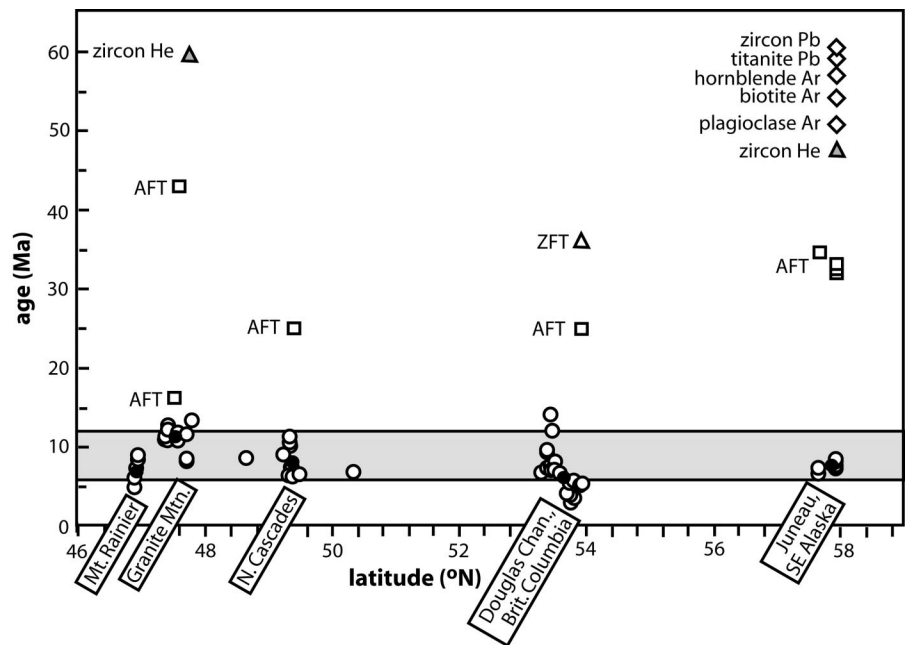 60
50
40
30
20
10
0
age (Ma)
zircon He
AFT
AFT
AFT
ZFT
AFT
AFT
zircon Pb
titanite Pb
hornblende Ar
biotite Ar
plagioclase Ar
zircon He
46
48
50
52
54
56
58
latitude (ºN)
Mt. Rainier
Granite Mtn.
N. Cascades
Douglas Chan.,
Brit. Columbia
Juneau,
SE Alaska